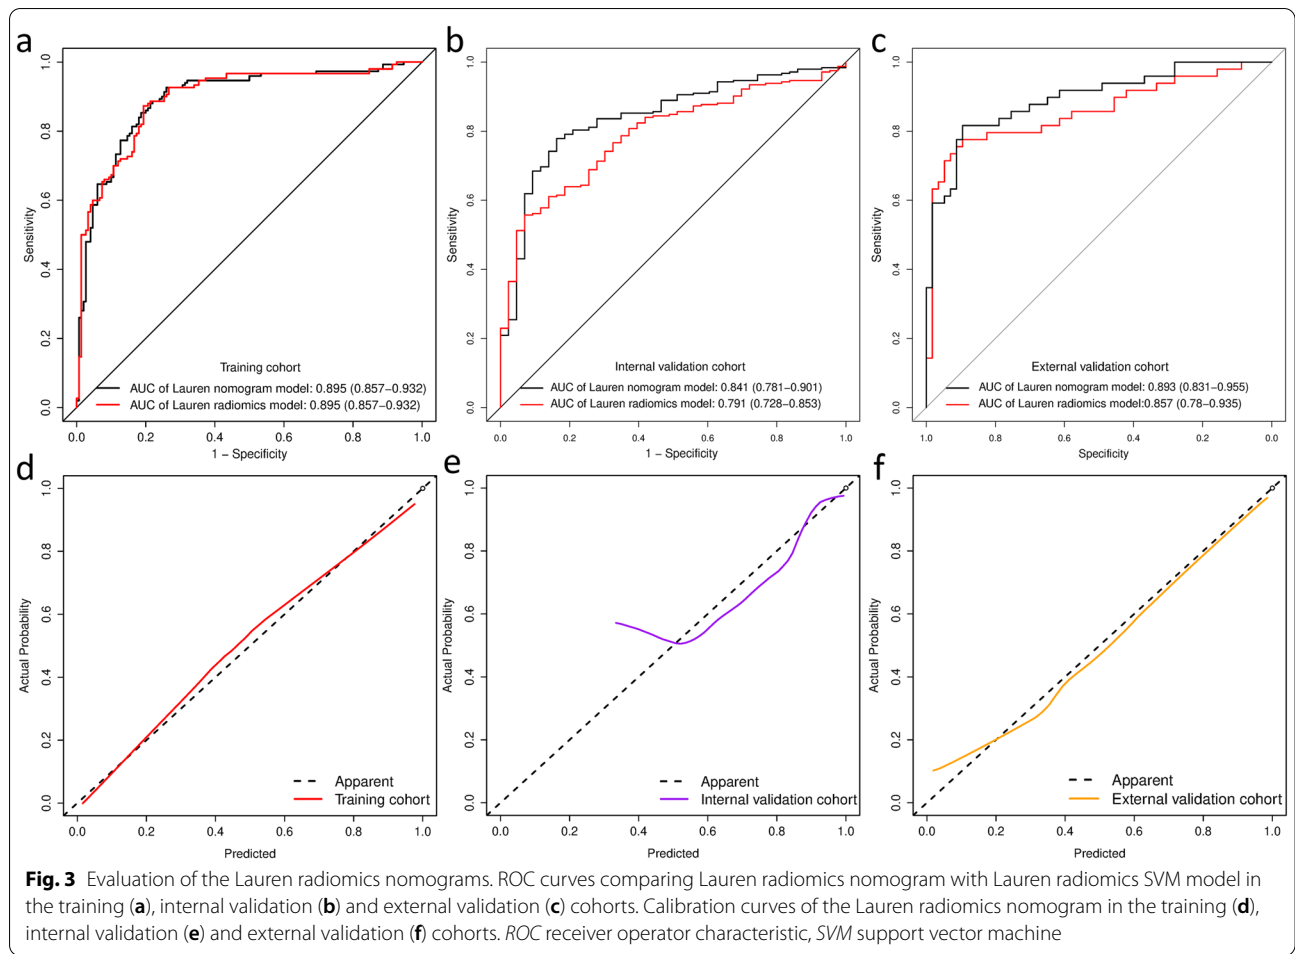 a
1.0
0.8
0.6
0.4
0.2
0.0
Sensitivity
Training cohort
AUC of Lauren nomogram model: 0.895 (0.857−0.932)
AUC of Lauren radiomics model: 0.895 (0.857−0.932)
0.0 0.2 0.4 0.6 0.8 1.0
1 − Specificity
b
1.0
0.8
0.6
0.4
0.2
0.0
Sensitivity
Internal validation cohort
AUC of Lauren nomogram model: 0.841 (0.781−0.901)
AUC of Lauren radiomics model: 0.791 (0.728−0.853)
0.0 0.2 0.4 0.6 0.8 1.0
1 − Specificity
c
1.0
0.8
0.6
0.4
0.2
0.0
Sensitivity
External validation cohort
AUC of Lauren nomogram model: 0.893 (0.831−0.955)
AUC of Lauren radiomics model:0.857 (0.78−0.935)
1.0 0.8 0.6 0.4 0.2 0.0
Specificity
d
1.0
0.8
0.6
0.4
0.2
0.0
Actual Probability
Apparent
Training cohort
0.0 0.2 0.4 0.6 0.8 1.0
Predicted
e
1.0
0.8
0.6
0.4
0.2
0.0
Actual Probability
Apparent
Internal validation cohort
0.0 0.2 0.4 0.6 0.8 1.0
Predicted
f
1.0
0.8
0.6
0.4
0.2
0.0
Actual Probability
Apparent
External validation cohort
0.0 0.2 0.4 0.6 0.8 1.0
Predicted
Fig. 3 Evaluation of the Lauren radiomics nomograms. ROC curves comparing Lauren radiomics nomogram with Lauren radiomics SVM model in
the training (a), internal validation (b) and external validation (c) cohorts. Calibration curves of the Lauren radiomics nomogram in the training (d),
internal validation (e) and external validation (f) cohorts. ROC receiver operator characteristic, SVM support vector machine